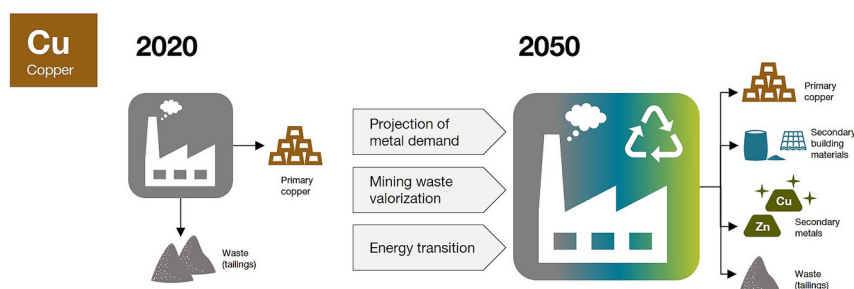 Cu
Copper
2020
2050
Primary
copper
Waste
(tailings)
Projection of
metal demand
Mining waste
valorization
Energy transition
Primary
copper
Secondary
building
materials
Cu
Zn
Secondary
metals
Waste
(tailings)